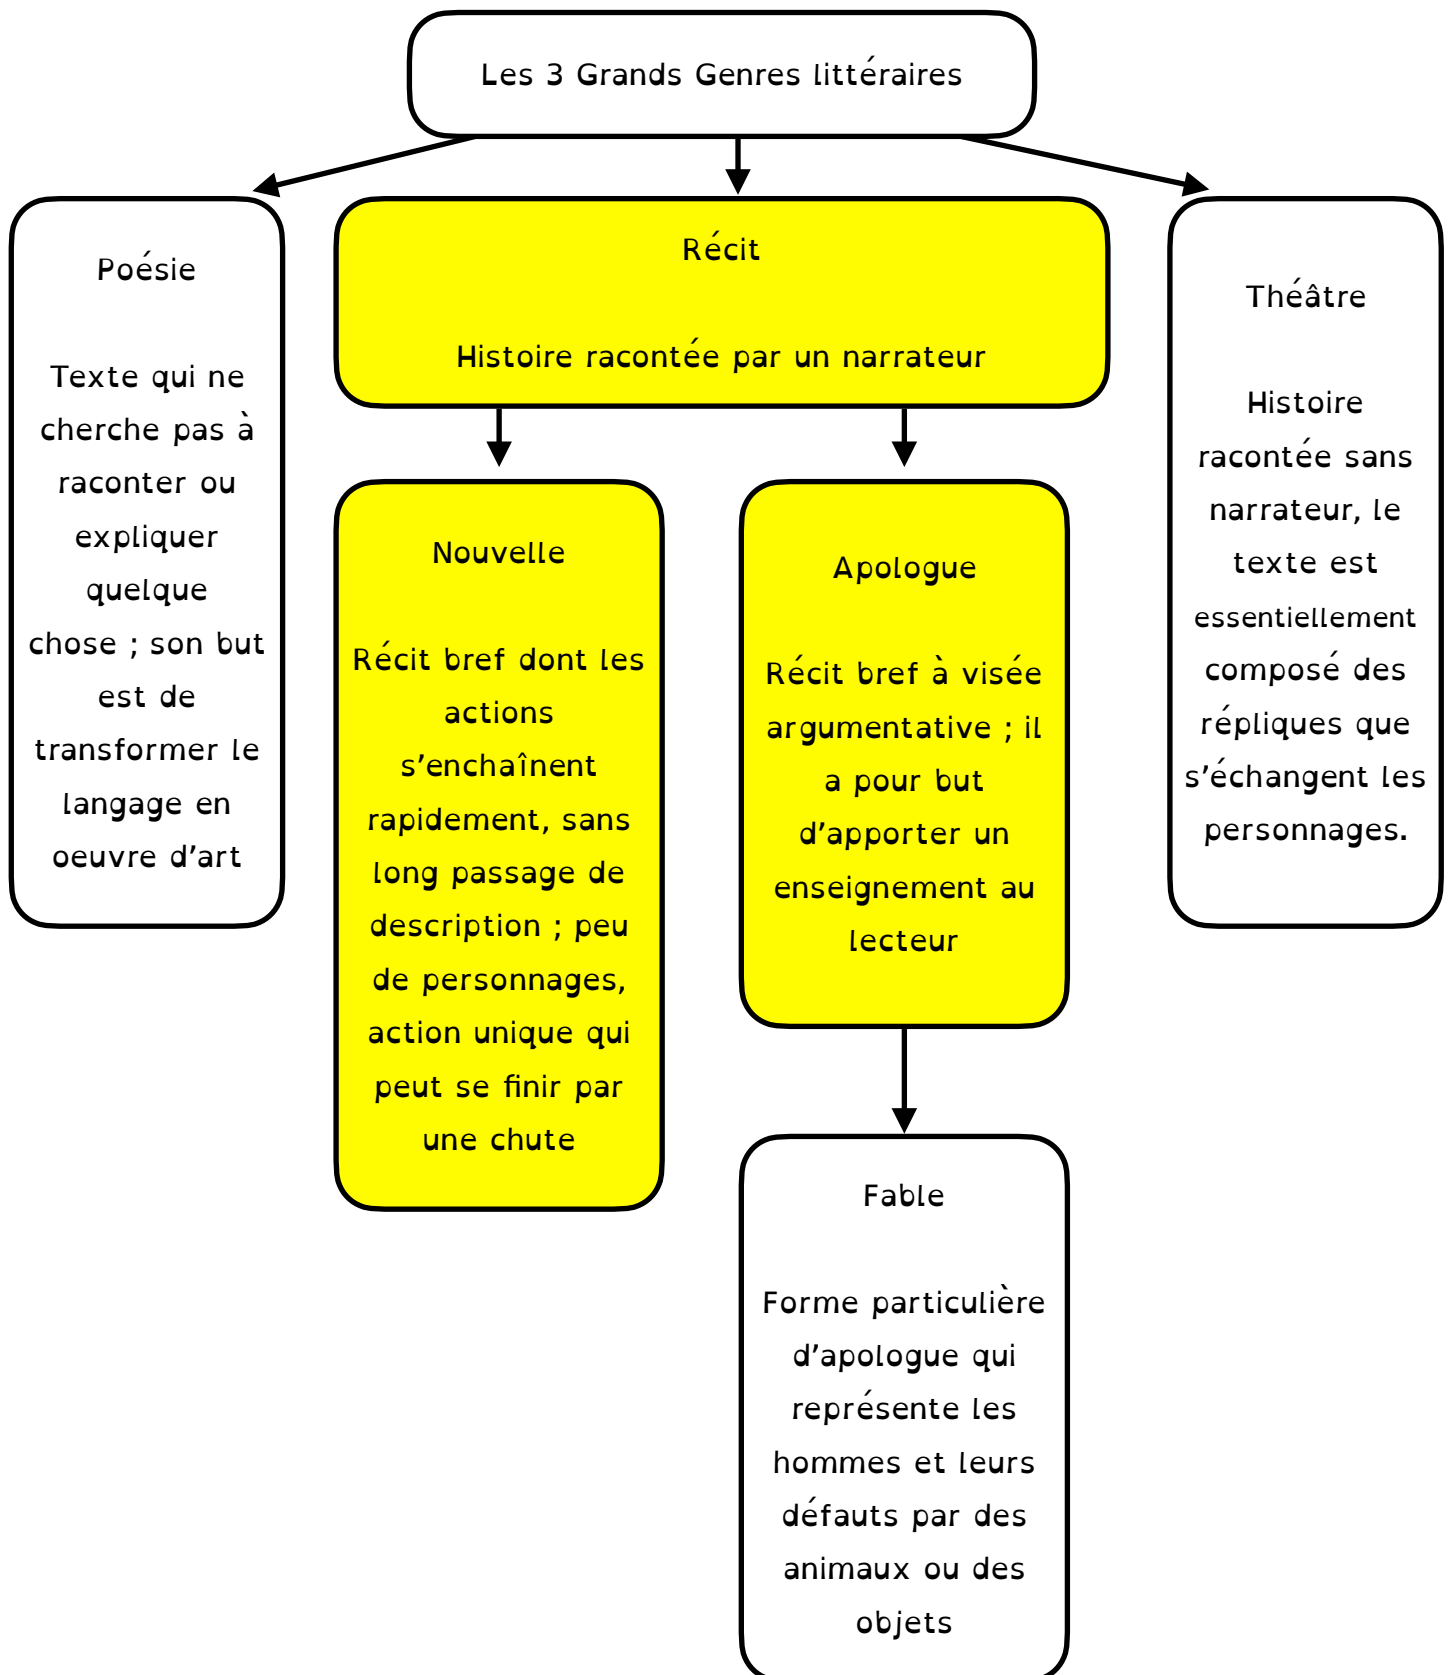 Les 3 Grands Genres littéraires
Poésie
Texte qui ne
cherche pas à
raconter ou
expliquer
quelque
chose ; son but
est de
transformer le
langage en
oeuvre d'art
Récit
Histoire racontée par un narrateur
Théâtre
Histoire
racontée sans
narrateur, le
texte est
essentiellement
composé des
répliques que
s'échangent les
personnages.
Nouvelle
Récit bref dont les
actions
s'enchaînent
rapidement, sans
long passage de
description ; peu
de personnages,
action unique qui
peut se finir par
une chute
Apologue
Récit bref à visée
argumentative ; il
a pour but
d'apporter un
enseignement au
lecteur
Fable
Forme particulière
d'apologue qui
représente les
hommes et leurs
défauts par des
animaux ou des
objets